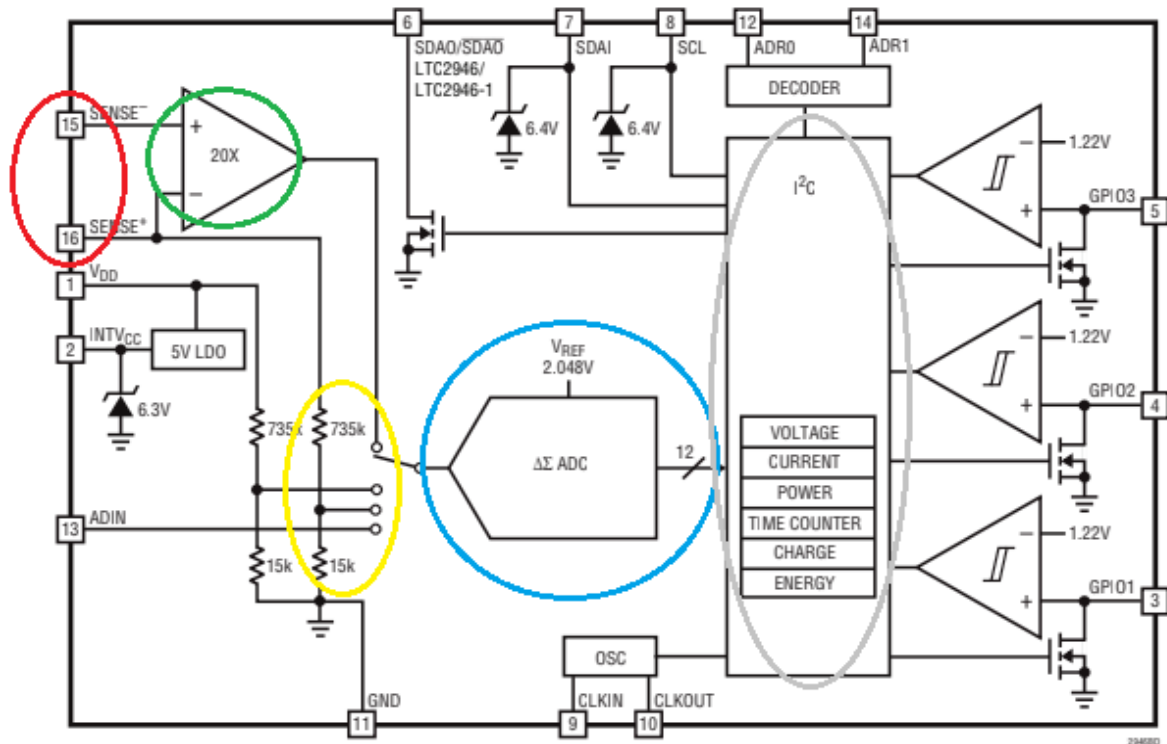 6
7
8
12
14
SDAO/SDAO
LTC2946/
LTC2946-1
SDAI
SCL
ADR0
ADR1
DECODER
15
SENSE−
+
20X
−
16
SENSE+
6.4V
6.4V
I²C
−
1.22V
+
GPIO3
5
1
VDD
2
INTVCC
5V LDO
6.3V
735k
735k
VREF
2.048V
ΔΣ ADC
12
−
1.22V
+
GPIO2
4
VOLTAGE
CURRENT
POWER
TIME COUNTER
CHARGE
ENERGY
13
ADIN
15k
15k
−
1.22V
+
GPIO1
3
OSC
GND
CLKIN
CLKOUT
11
9
10
2946BD